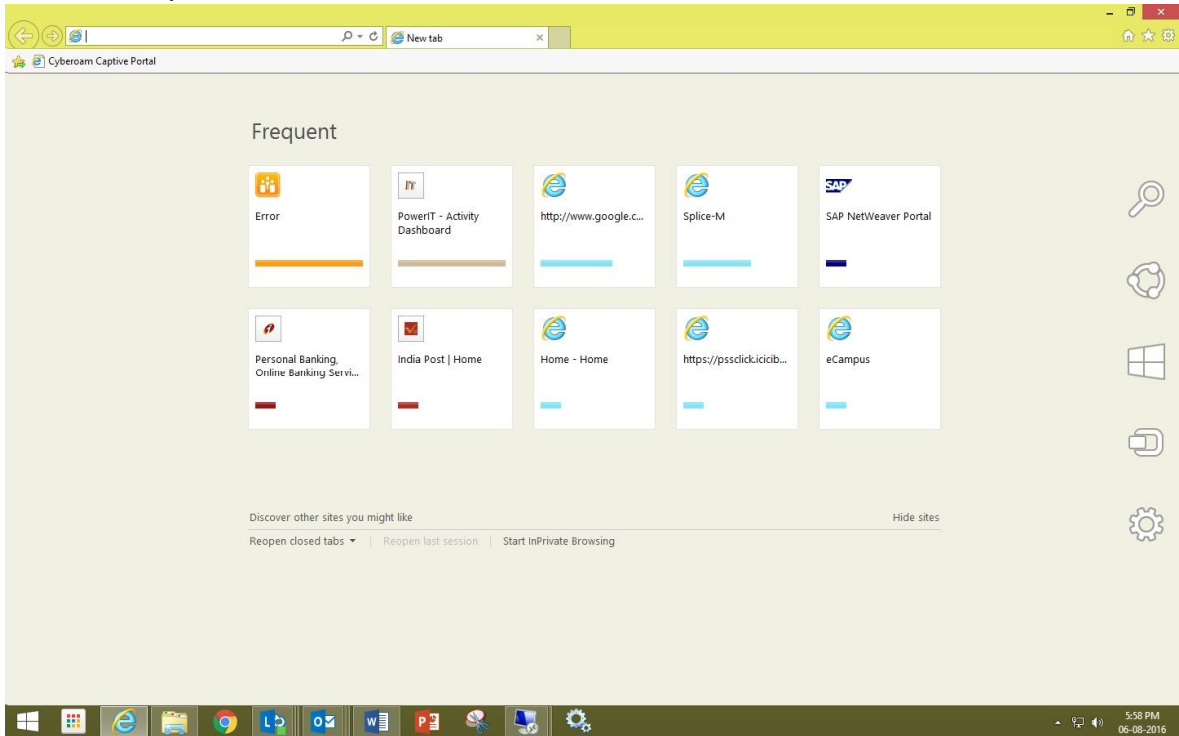 New tab
Cyberoam Captive Portal
Frequent
Error
PowerIT - Activity
Dashboard
http://www.google.c...
Splice-M
SAP
SAP NetWeaver Portal
Personal Banking,
Online Banking Servi...
India Post | Home
Home - Home
https://pssclick.icicib...
eCampus
Discover other sites you might like
Hide sites
Reopen closed tabs
Reopen last session
Start InPrivate Browsing
5:58 PM
06-08-2016